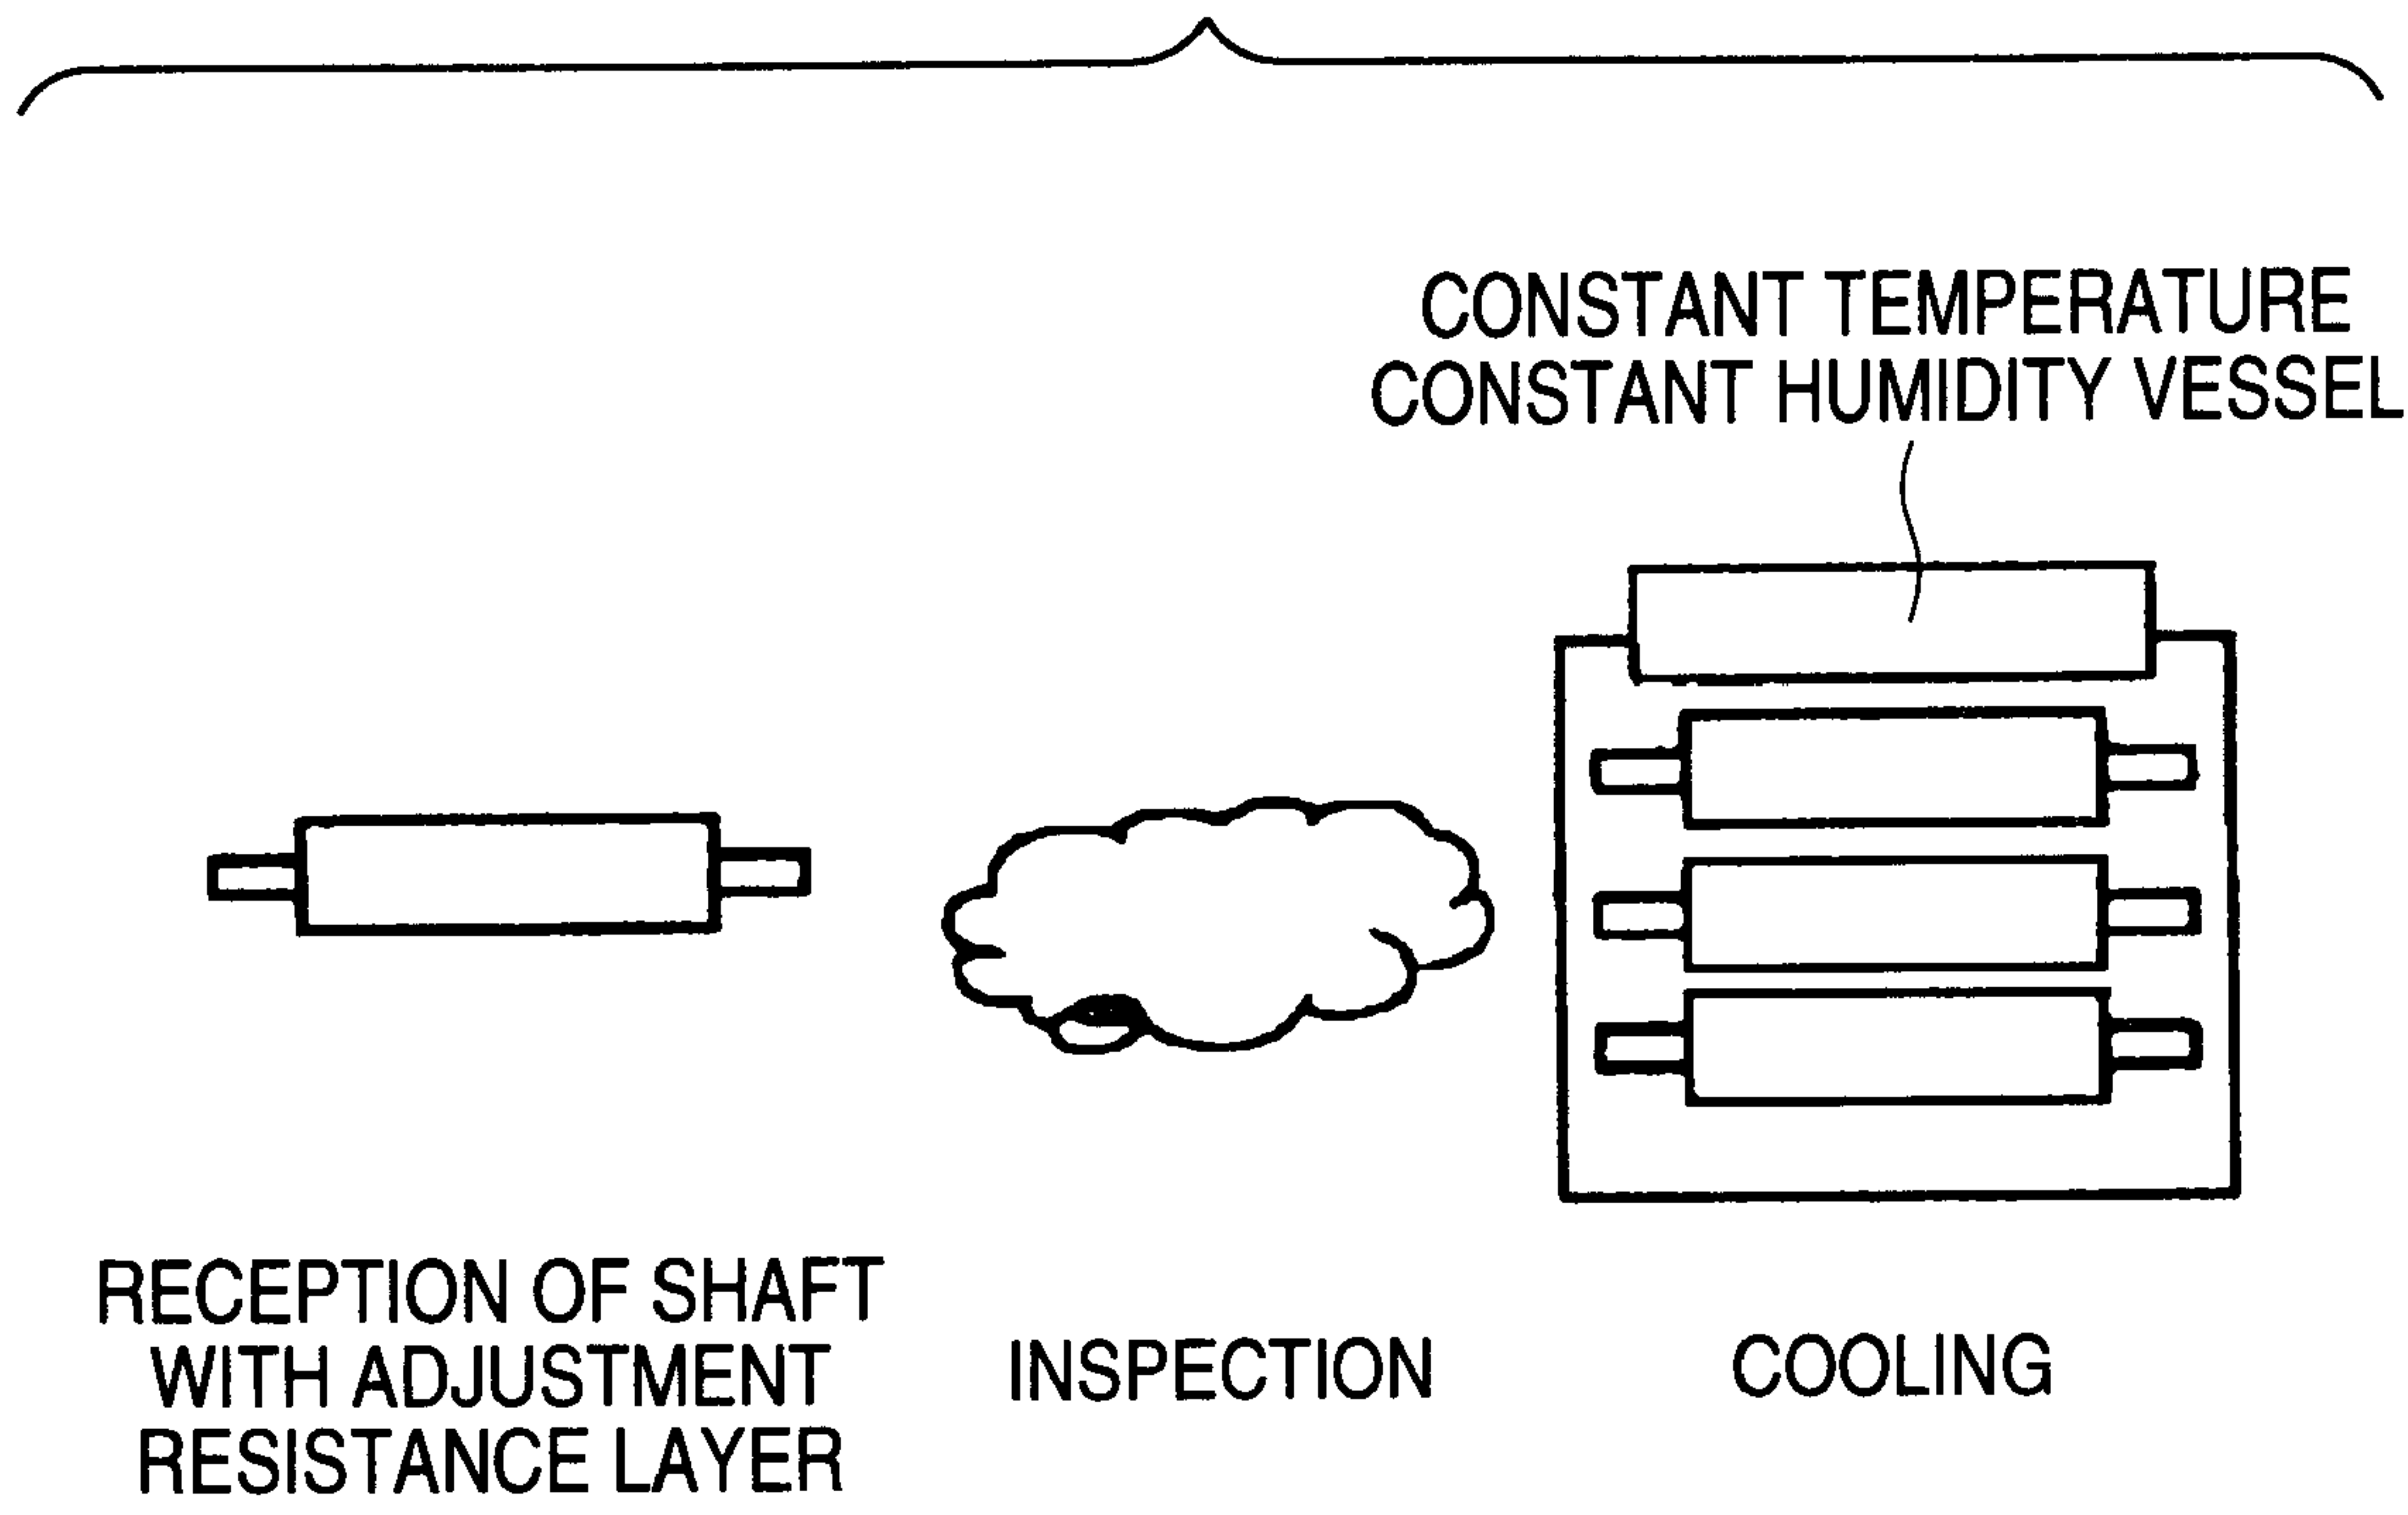 CONSTANT TEMPERATURE
CONSTANT HUMIDITY VESSEL
RECEPTION OF SHAFT
WITH ADJUSTMENT
RESISTANCE LAYER
INSPECTION
COOLING